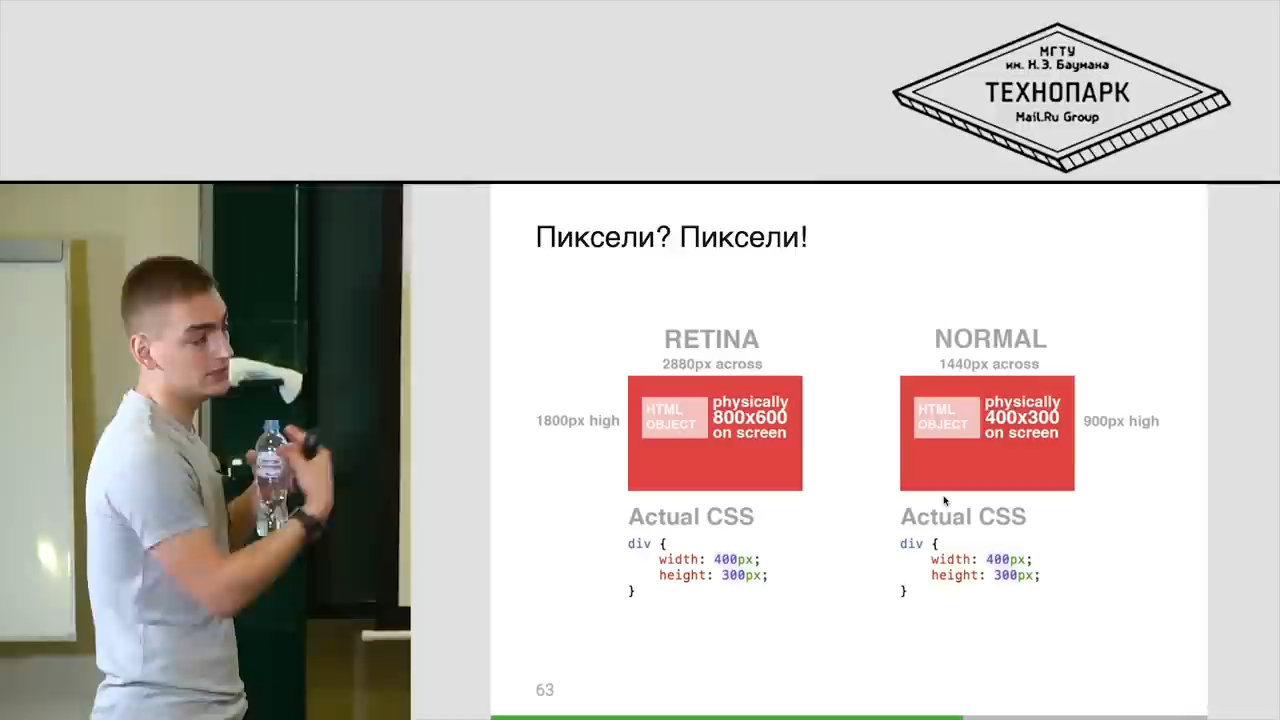 МГТУ
им. Н.Э. Баумана
ТЕХНОПАРК
Mail.Ru Group
Пиксели? Пиксели!
RETINA
2880px across
1800px high
HTML
OBJECT
physically
800x600
on screen
Actual CSS
div {
width: 400px;
height: 300px;
}
NORMAL
1440px across
HTML
OBJECT
physically
400x300
on screen
900px high
Actual CSS
div {
width: 400px;
height: 300px;
}
63